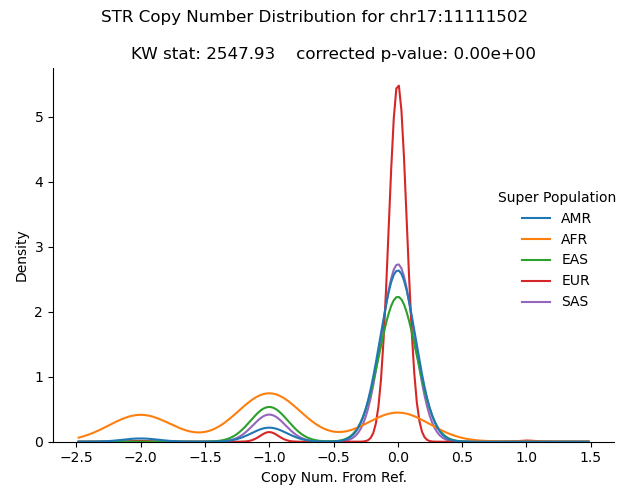 STR Copy Number Distribution for chr17:11111502
KW stat: 2547.93    corrected p-value: 0.00e+00
Density
5
4
3
2
1
0
Super Population
AMR
AFR
EAS
EUR
SAS
−2.5 −2.0 −1.5 −1.0 −0.5 0.0 0.5 1.0 1.5
Copy Num. From Ref.